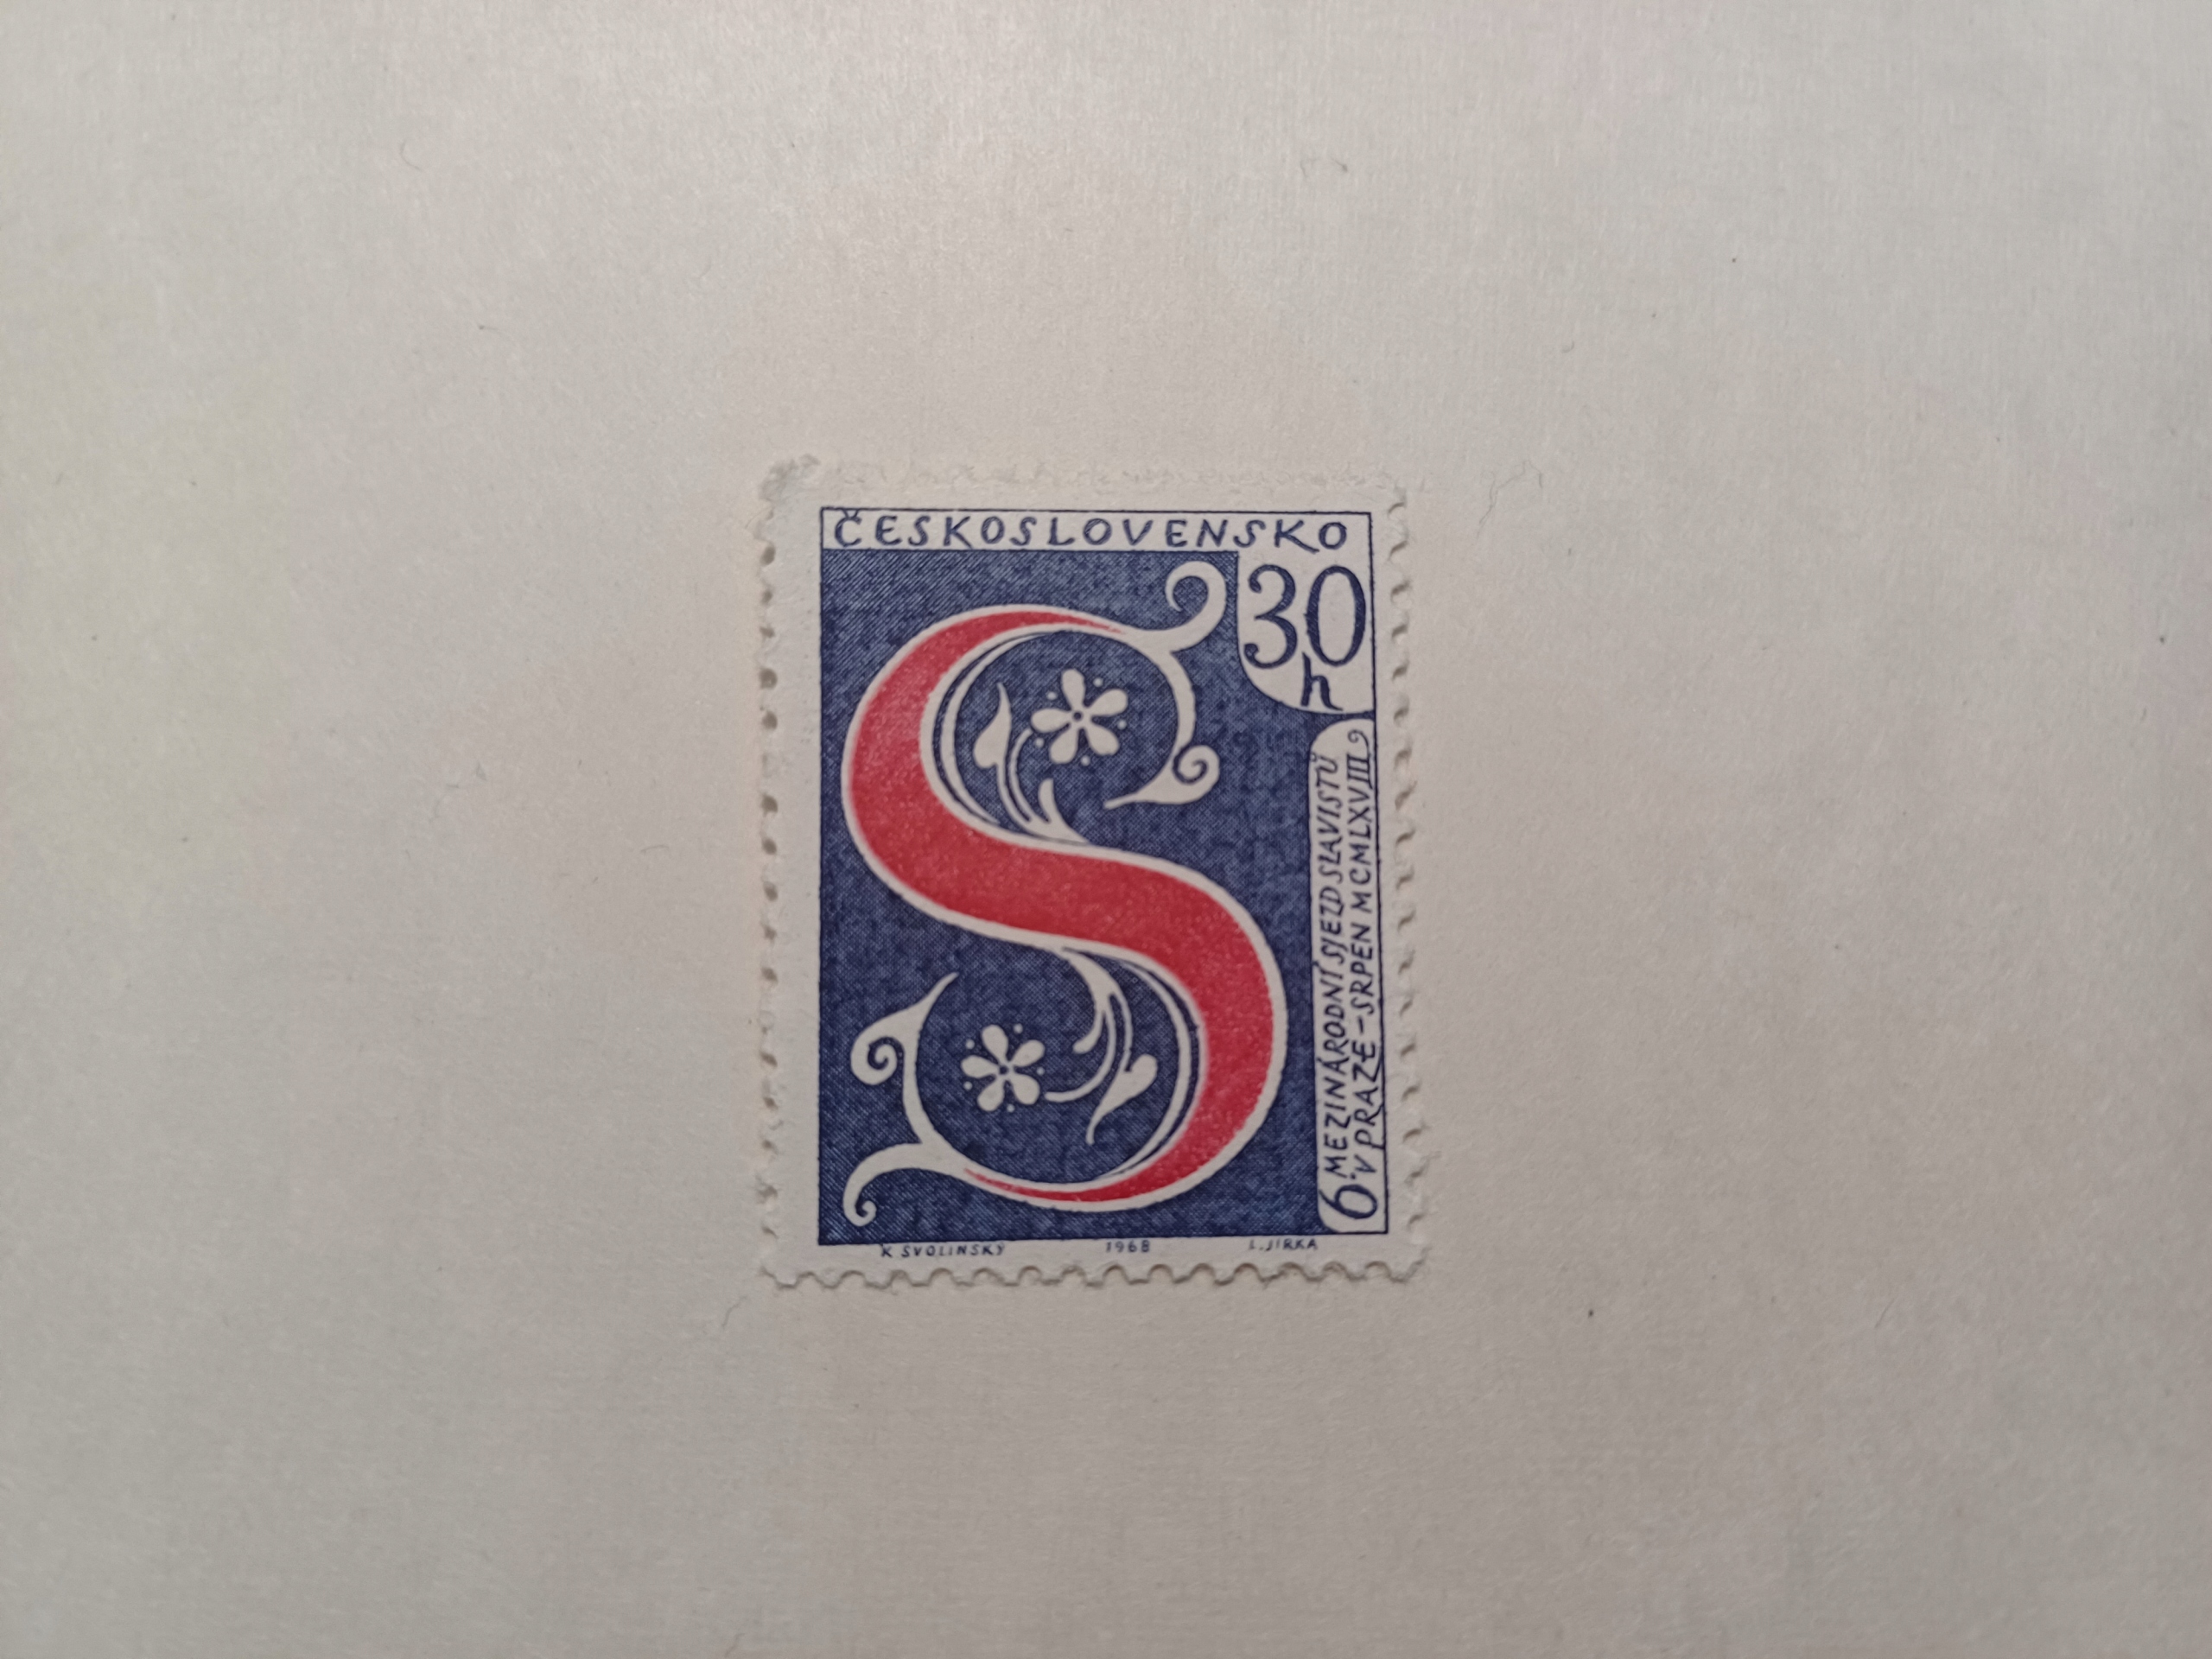 ČESKOSLOVENSKO
30
h
S
6. MEZINÁRODNÍ SJEZD SLAVISTŮ
V PRAZE - SRPEN MCMLXVIII
K SVOLINSKÝ 1968 L. JIRKA